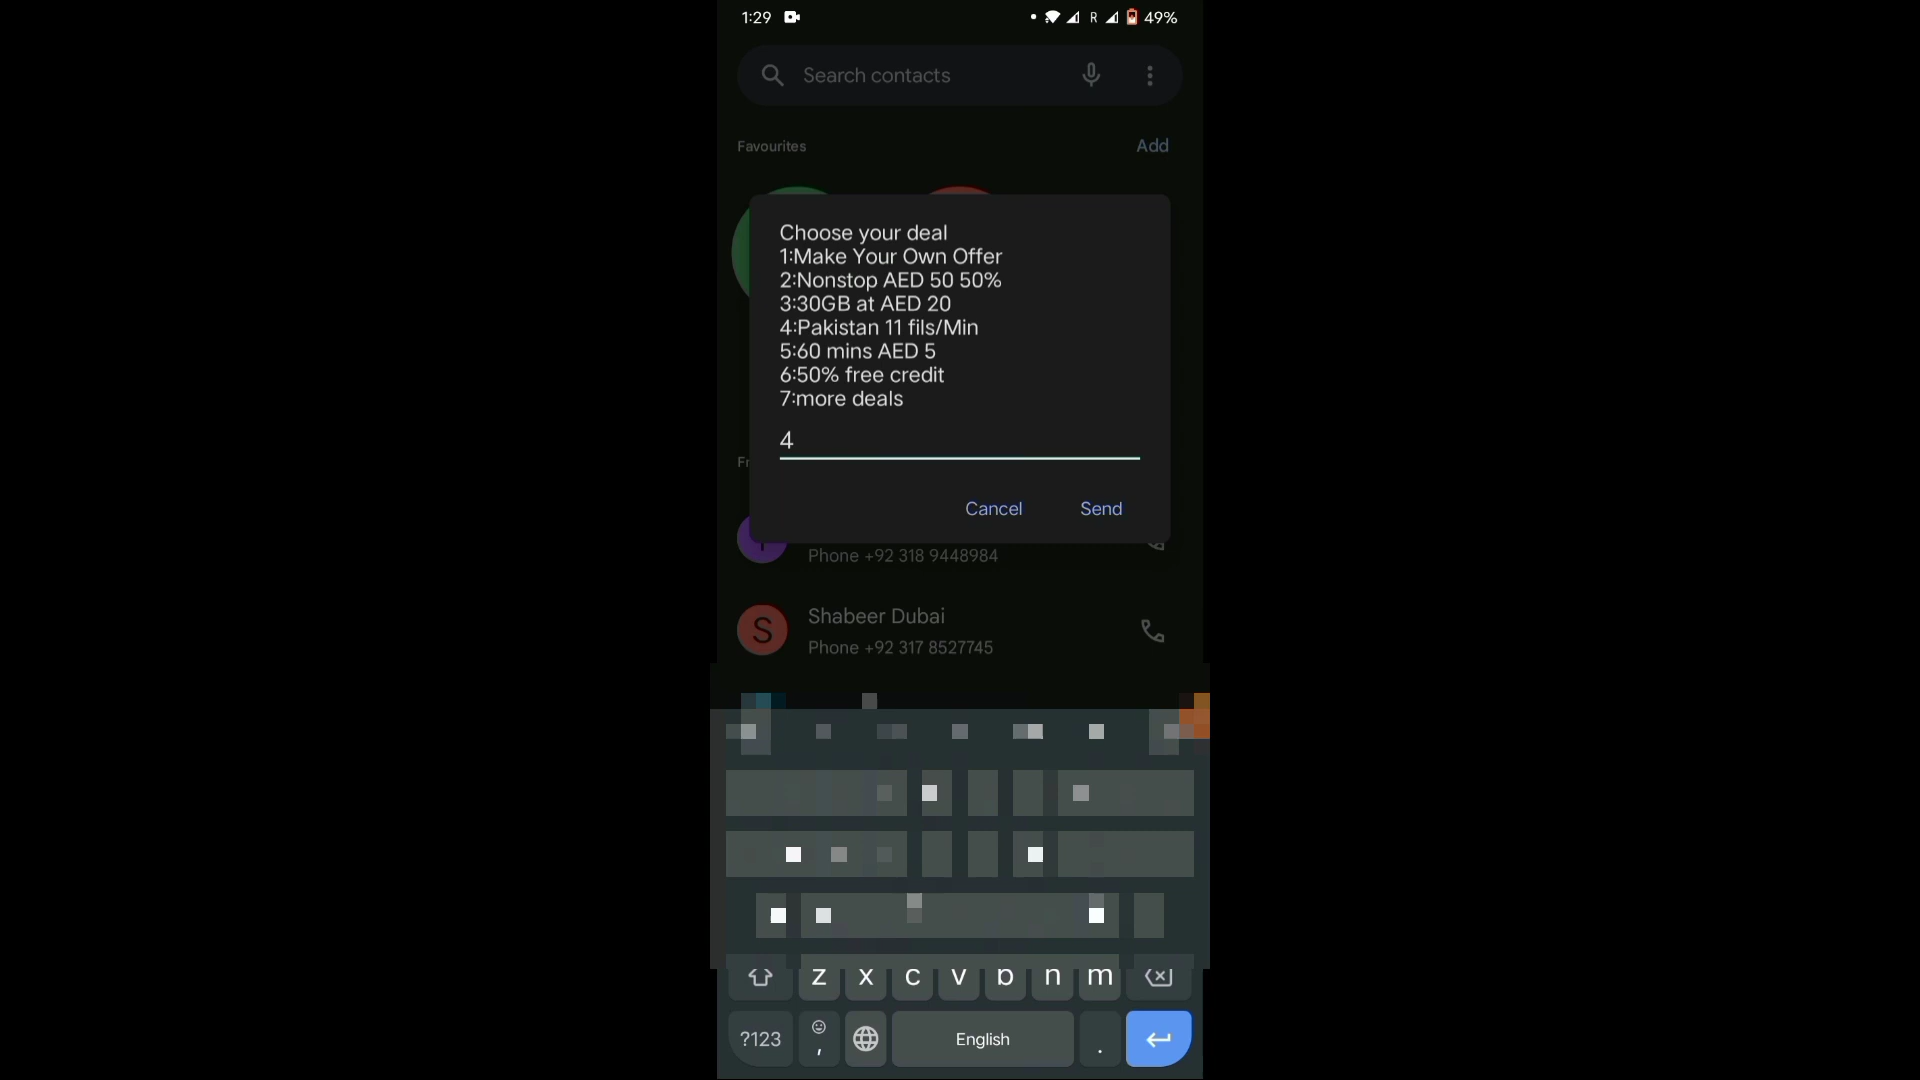 1:29
R
49%
Search contacts
Favourites
Add
Choose your deal
1:Make Your Own Offer
2:Nonstop AED 50 50%
3:30GB at AED 20
4:Pakistan 11 fils/Min
5:60 mins AED 5
6:50% free credit
7:more deals
4
Fr
Cancel
Send
Phone +92 318 9448984
S
Shabeer Dubai
Phone +92 317 8527745
z x c v b n m
?123
,
English
.